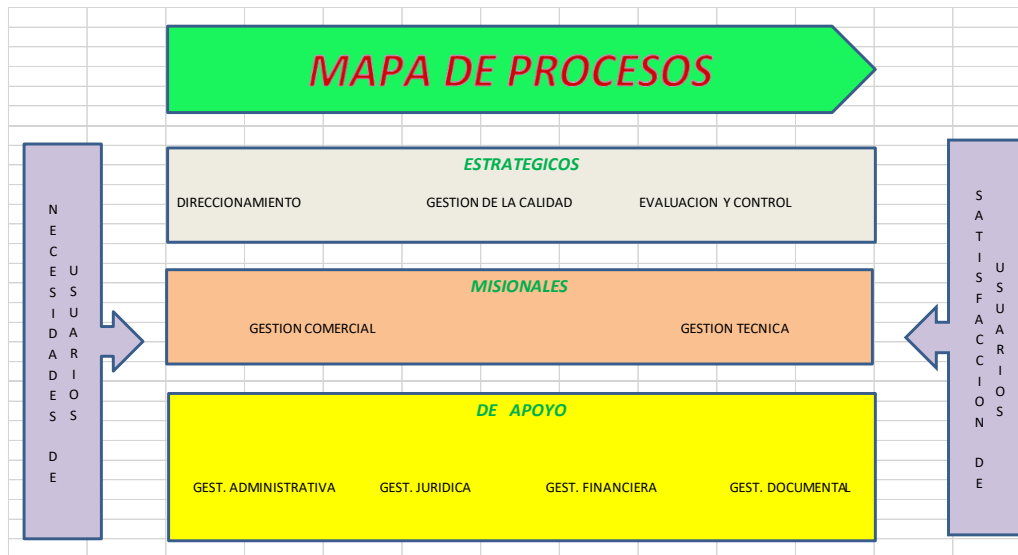 MAPA DE PROCESOS
NECESIDADES DE
USUARIOS
ESTRATEGICOS
DIRECCIONAMIENTO GESTION DE LA CALIDAD EVALUACION Y CONTROL
MISIONALES
GESTION COMERCIAL GESTION TECNICA
DE APOYO
GEST. ADMINISTRATIVA GEST. JURIDICA GEST. FINANCIERA GEST. DOCUMENTAL
SATISFACCION DE
USUARIOS